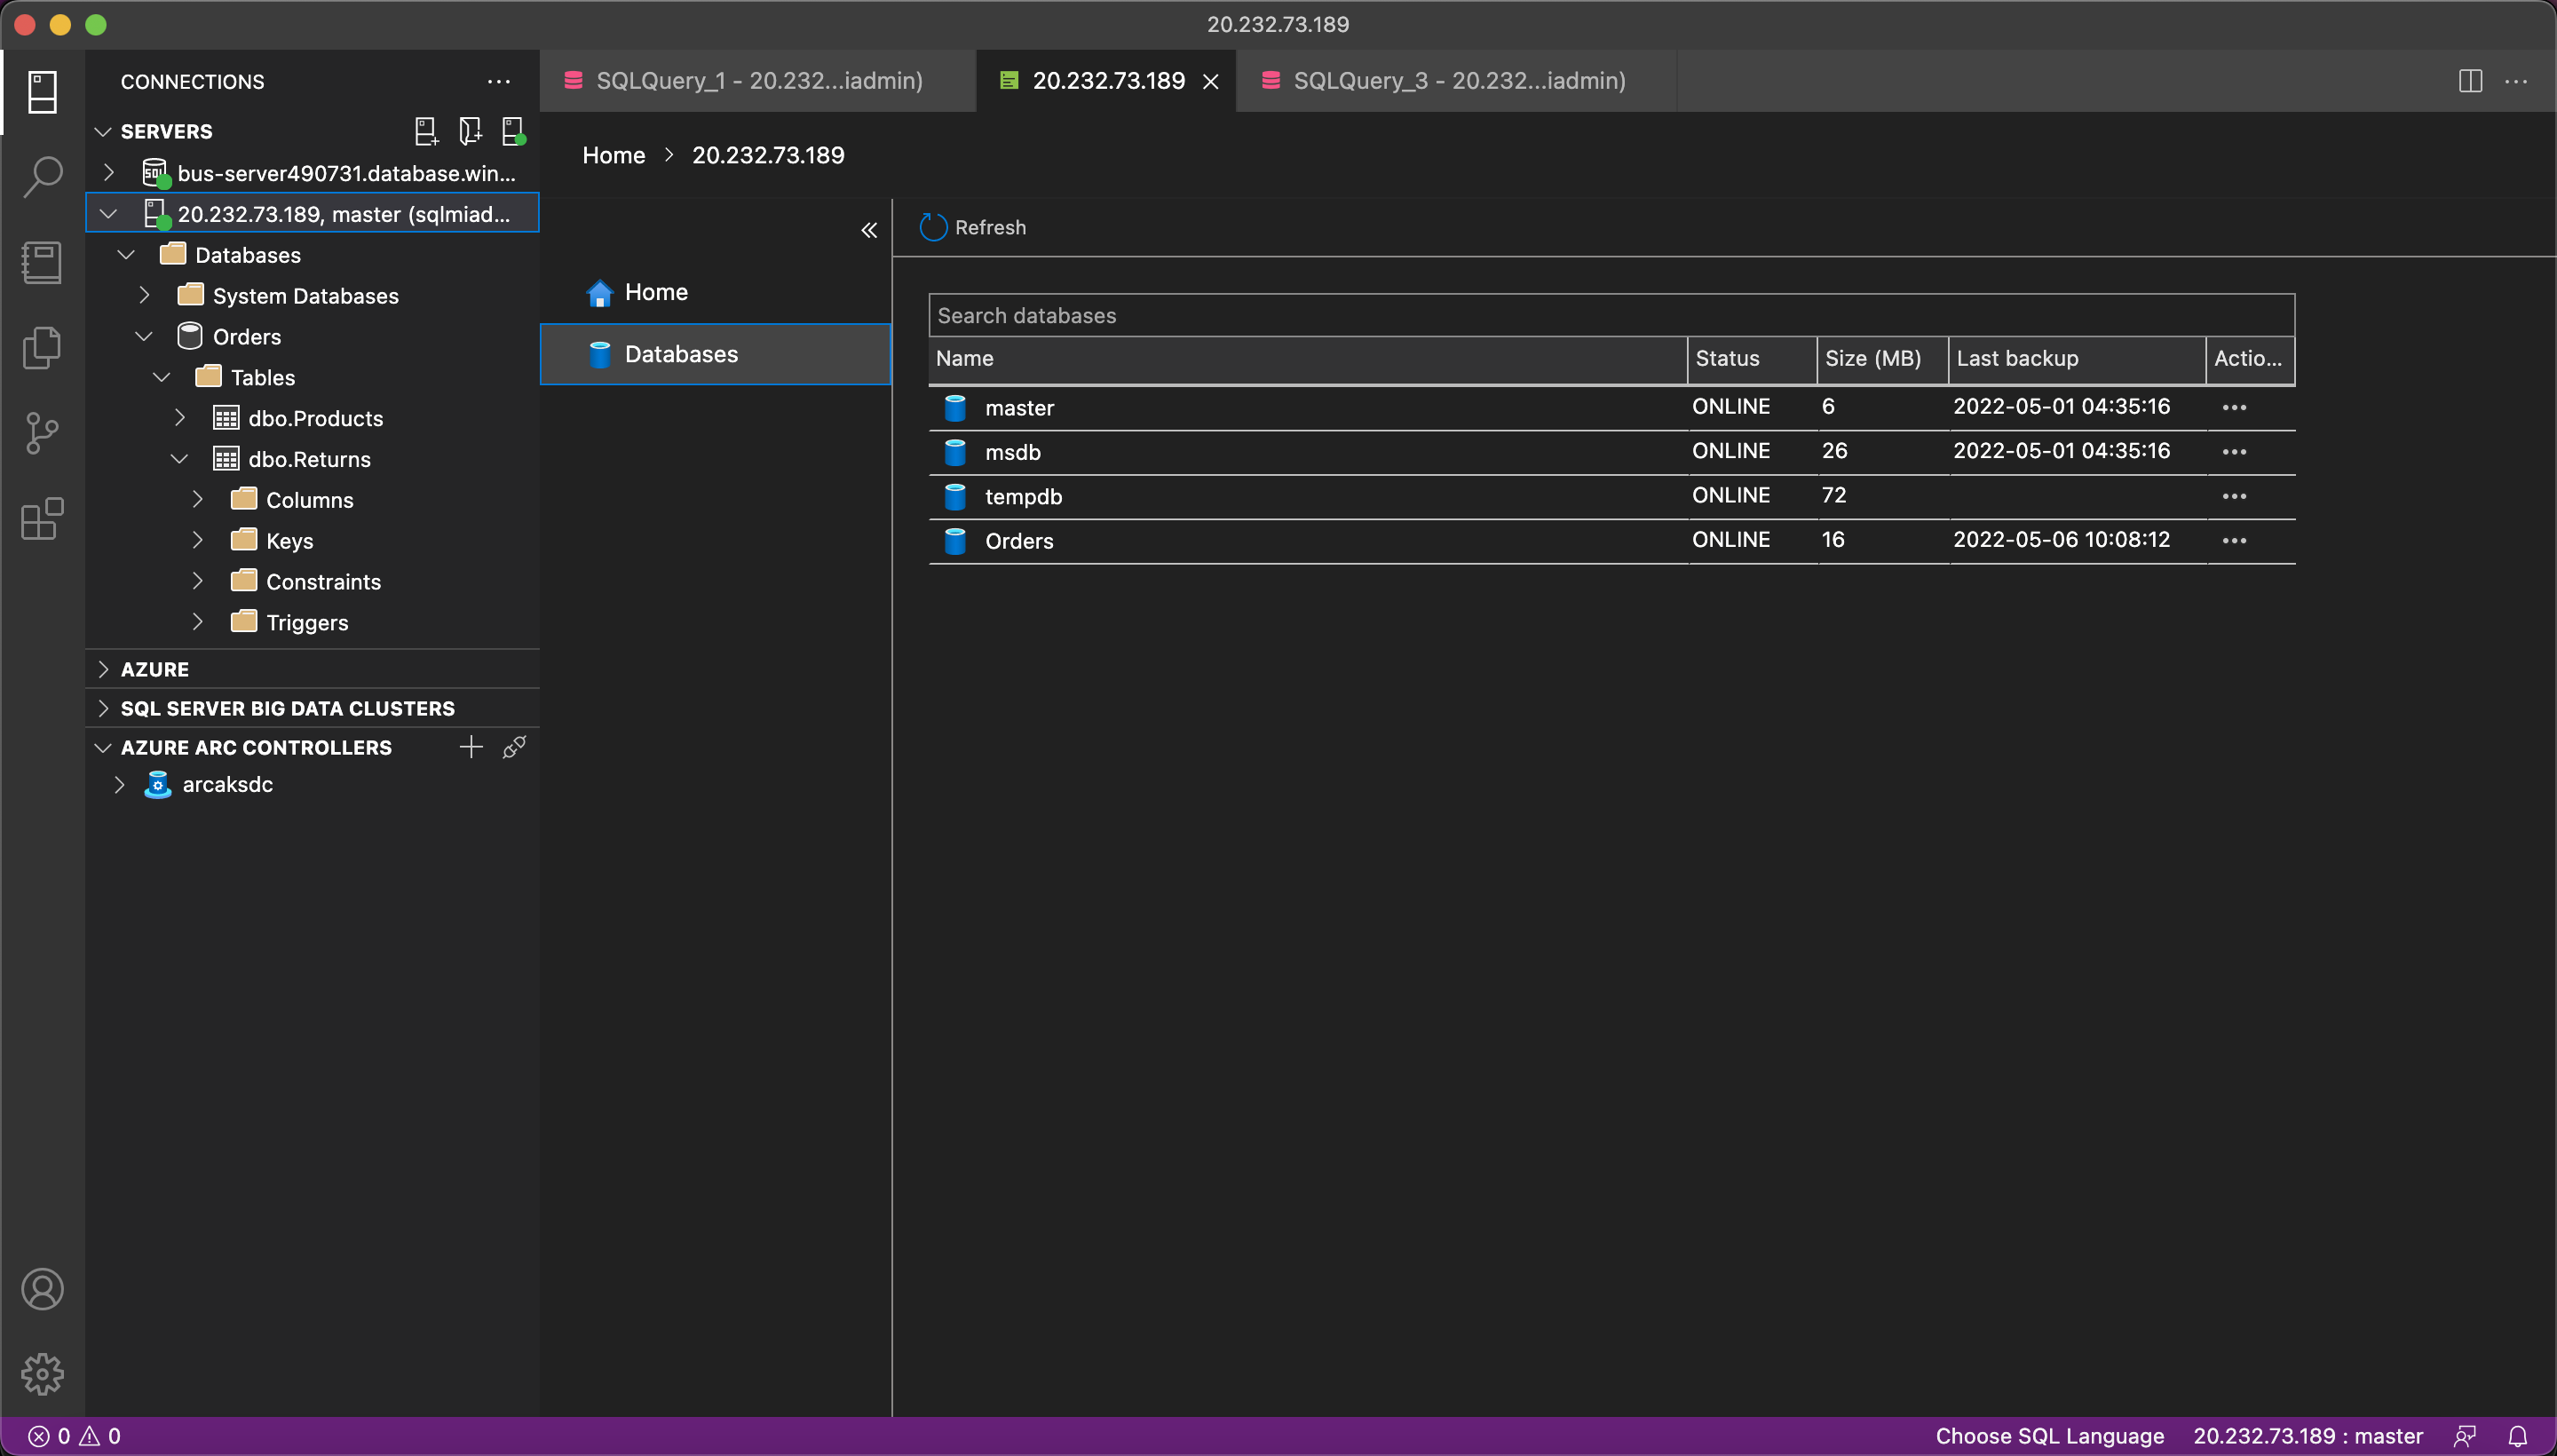 20.232.73.189
CONNECTIONS
SQLQuery_1 - 20.232...iadmin)
20.232.73.189
SQLQuery_3 - 20.232...iadmin)
SERVERS
bus-server490731.database.win...
20.232.73.189, master (sqlmiad...
Databases
System Databases
Orders
Tables
dbo.Products
dbo.Returns
Columns
Keys
Constraints
Triggers
AZURE
SQL SERVER BIG DATA CLUSTERS
AZURE ARC CONTROLLERS
arcaksdc
Home > 20.232.73.189
Home
Databases
Refresh
Search databases
Name Status Size (MB) Last backup Actio...
master ONLINE 6 2022-05-01 04:35:16
msdb ONLINE 26 2022-05-01 04:35:16
tempdb ONLINE 72
Orders ONLINE 16 2022-05-06 10:08:12
0 0
Choose SQL Language 20.232.73.189 : master